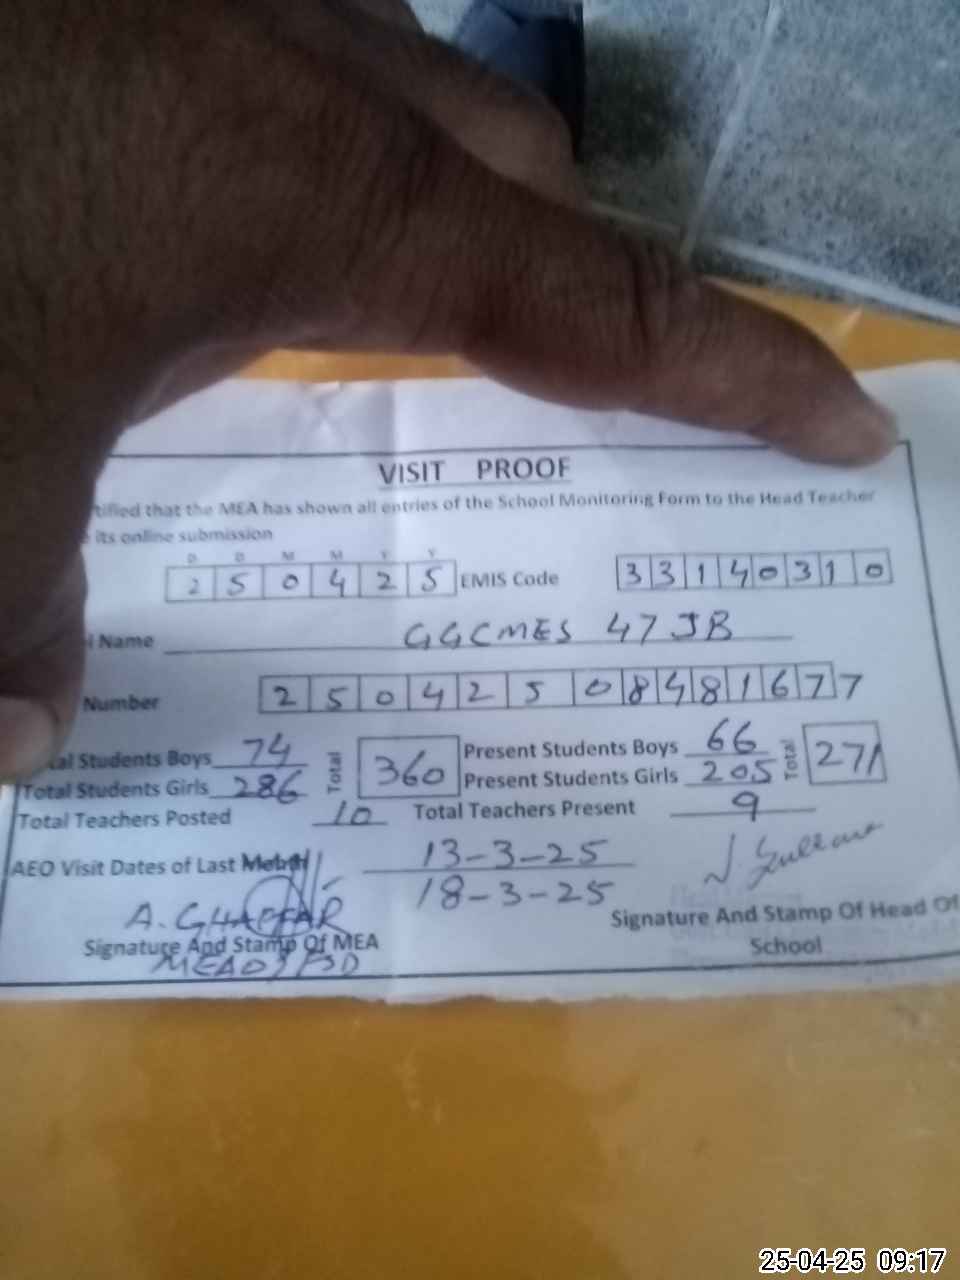 VISIT PROOF
tified that the MEA has shown all entries of the School Monitoring Form to the Head Teacher
its online submission
D D M M Y Y
2 5 0 4 2 5 EMIS Code 3 3 1 4 0 3 1 0
Name GGCMES 47 JB
Number 2 5 0 4 2 5 0 8 4 8 1 6 7 7
al Students Boys 74 Total 360 Present Students Boys 66 Total 271
Total Students Girls 286 Present Students Girls 205
Total Teachers Posted 10 Total Teachers Present 9
AEO Visit Dates of Last Month 13-3-25
18-3-25
A. GHAFFAR
Signature And Stamp Of MEA
Signature And Stamp Of Head Of
School
25-04-25 09:17